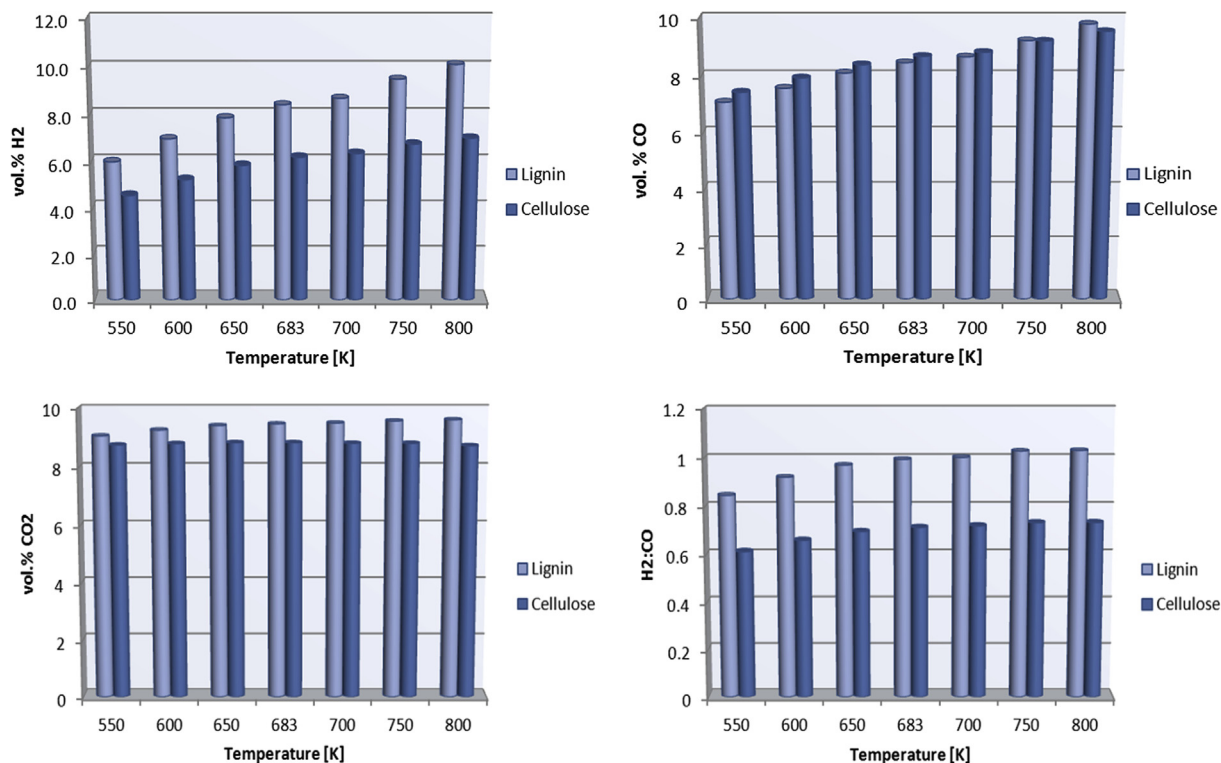 12.0
10.0
8.0
6.0
4.0
2.0
0.0
vol.% H2
550 600 650 683 700 750 800
Temperature [K]
Lignin
Cellulose
10
8
6
4
2
0
vol. % CO
550 600 650 683 700 750 800
Temperature [K]
Lignin
Cellulose
10
8
6
4
2
0
vol.% CO2
550 600 650 683 700 750 800
Temperature [K]
Lignin
Cellulose
1.2
1
0.8
0.6
0.4
0.2
0
H2:CO
550 600 650 683 700 750 800
Temperature [K]
Lignin
Cellulose